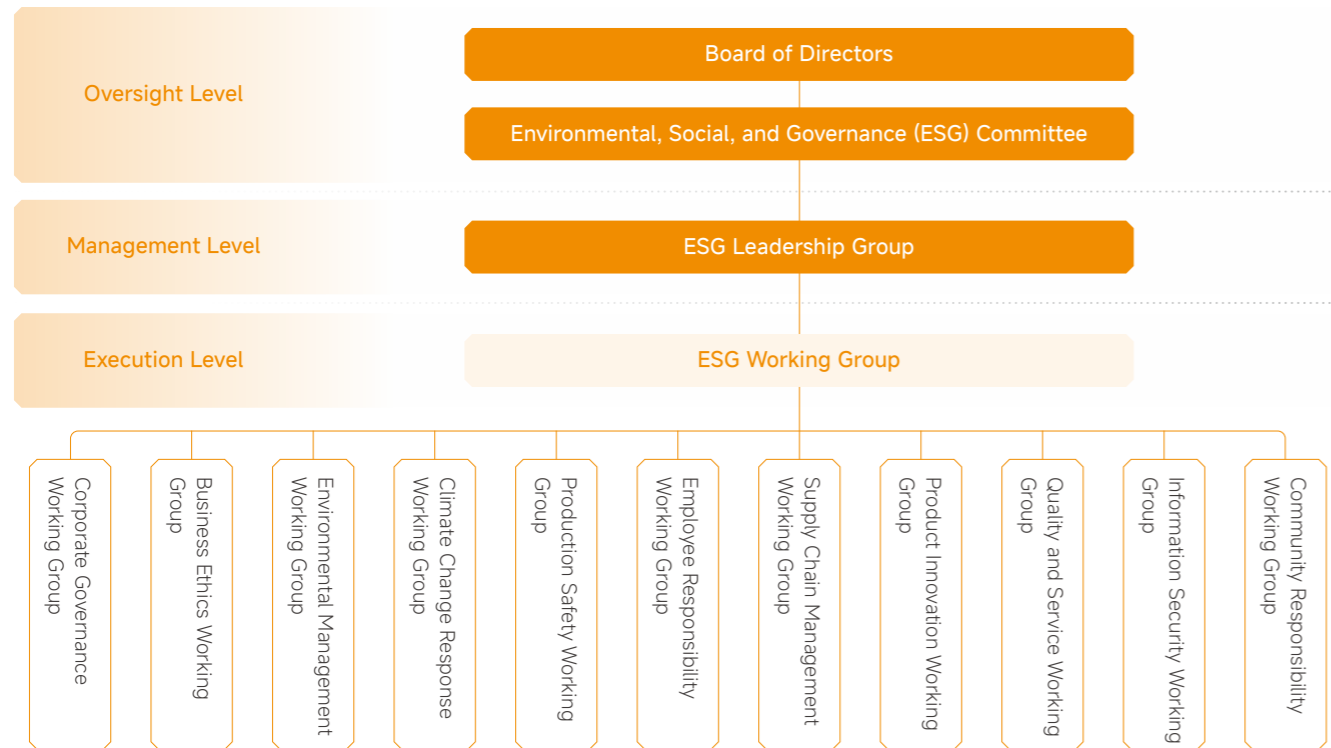 Oversight Level
Board of Directors
Environmental, Social, and Governance (ESG) Committee
Management Level
ESG Leadership Group
Execution Level
ESG Working Group
Corporate Governance
Working Group
Business Ethics Working
Group
Environmental Management
Working Group
Climate Change Response
Working Group
Production Safety Working
Group
Employee Responsibility
Working Group
Supply Chain Management
Working Group
Product Innovation Working
Group
Quality and Service Working
Group
Information Security Working
Group
Community Responsibility
Working Group